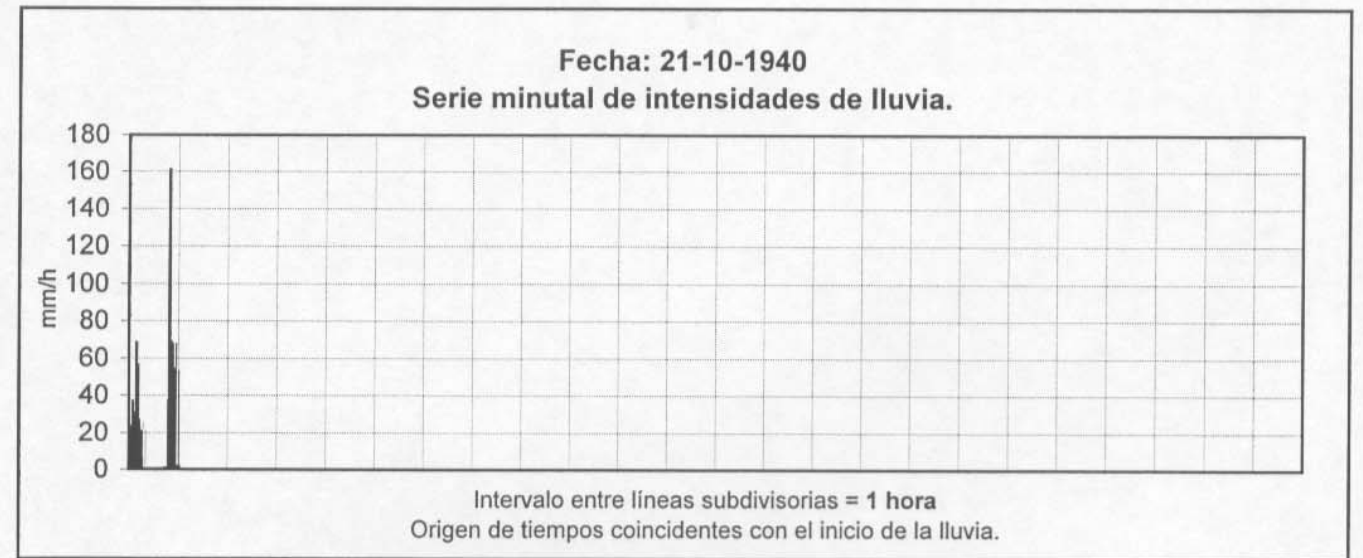 Fecha: 21-10-1940
Serie minutal de intensidades de lluvia.
180
160
140
120
100
80
60
40
20
0
mm/h
Intervalo entre líneas subdivisorias = 1 hora
Origen de tiempos coincidentes con el inicio de la lluvia.